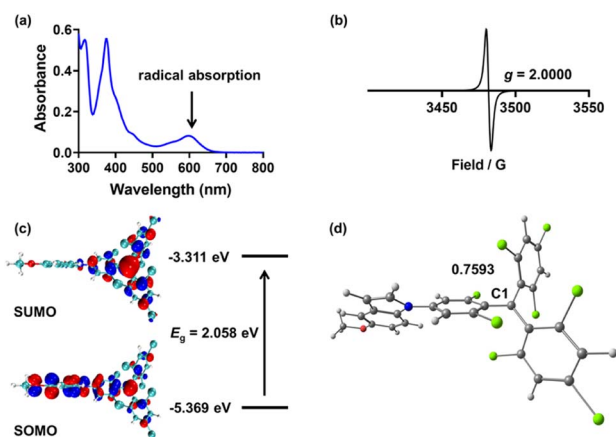 (a)
0.6
0.4
0.2
0.0
Absorbance
radical absorption
300 400 500 600 700 800
Wavelength (nm)
(b)
g = 2.0000
3450 3500 3550
Field / G
(c)
-3.311 eV
SUMO
Eg = 2.058 eV
-5.369 eV
SOMO
(d)
0.7593
C1